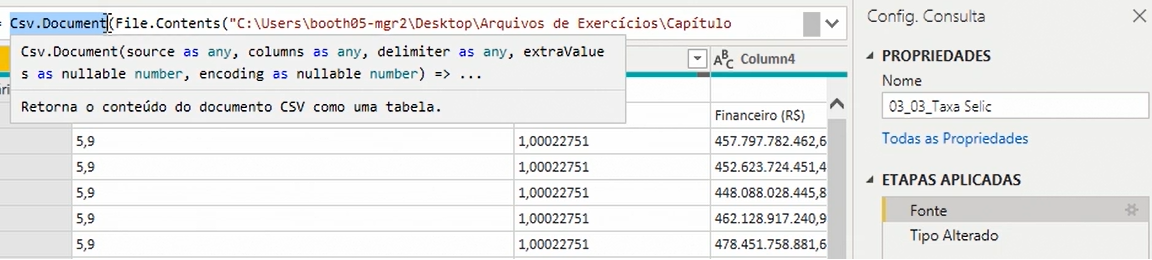 = Csv.Document(File.Contents("C:\Users\booth05-mgr2\Desktop\Arquivos de Exercícios\Capítulo
Csv.Document(source as any, columns as any, delimiter as any, extraValue
s as nullable number, encoding as nullable number) => ...
Retorna o conteúdo do documento CSV como uma tabela.
ABC Column4
Financeiro (R$)
5,9 1,00022751 457.797.782.462,6
5,9 1,00022751 452.623.724.451,4
5,9 1,00022751 448.088.028.445,8
5,9 1,00022751 462.128.917.240,9
5,9 1,00022751 478.451.758.881,6
Config. Consulta
PROPRIEDADES
Nome
03_03_Taxa Selic
Todas as Propriedades
ETAPAS APLICADAS
Fonte
Tipo Alterado